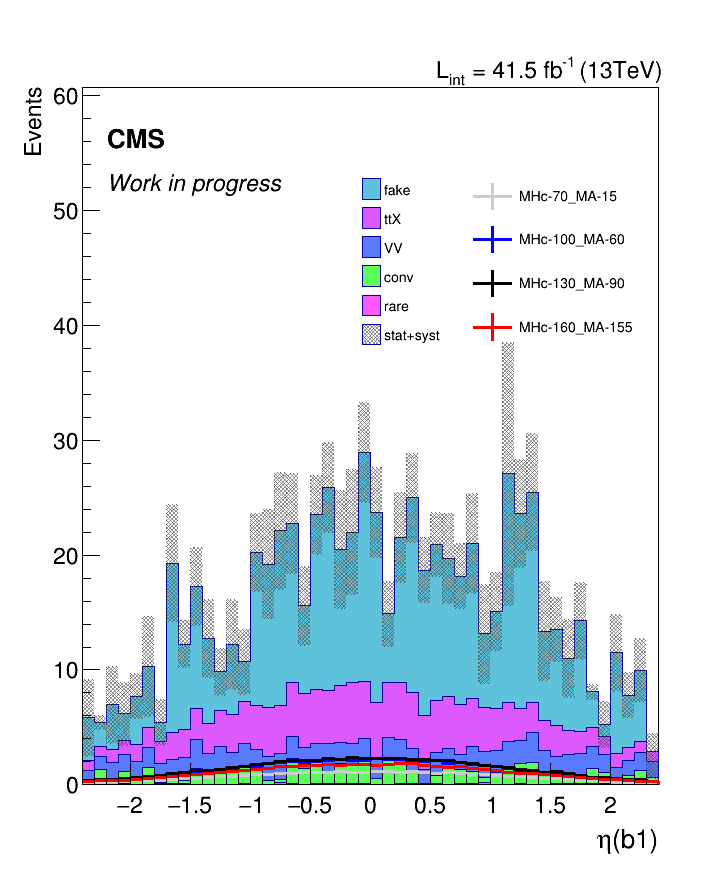 L_int = 41.5 fb^-1 (13TeV)
Events
60
CMS
Work in progress
fake
ttX
VV
conv
rare
stat+syst
MHc-70_MA-15
MHc-100_MA-60
MHc-130_MA-90
MHc-160_MA-155
50
40
30
20
10
0
−2 −1.5 −1 −0.5 0 0.5 1 1.5 2
η(b1)